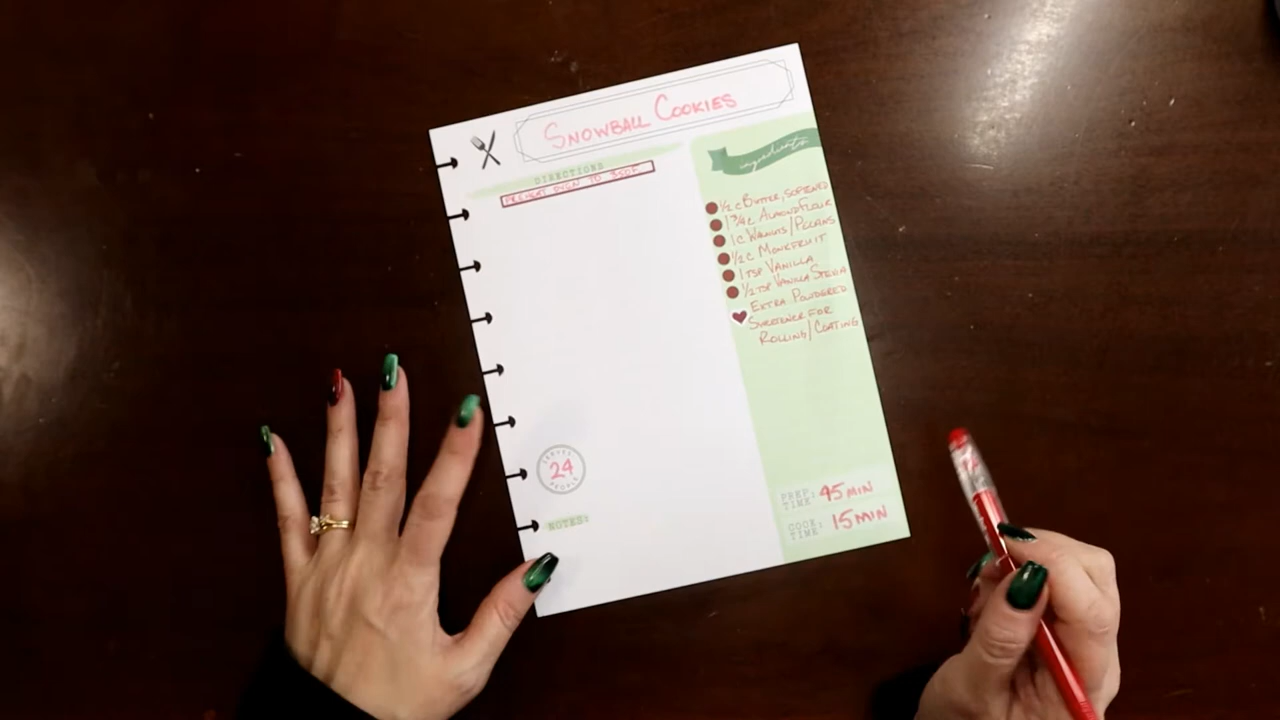 SNOWBALL COOKIES
DIRECTIONS
PREHEAT OVEN TO 350F
ingredients
1/2 C BUTTER, SOFTENED
1 3/4 C ALMOND FLOUR
1 C WALNUTS/PECANS
1/2 C MONKFRUIT
1 TSP VANILLA
1/2 TSP VANILLA STEVIA
EXTRA POWDERED
SWEETENER FOR
ROLLING/COATING
SERVES
24
PEOPLE
NOTES:
PREP TIME: 45 MIN
COOK TIME: 15 MIN